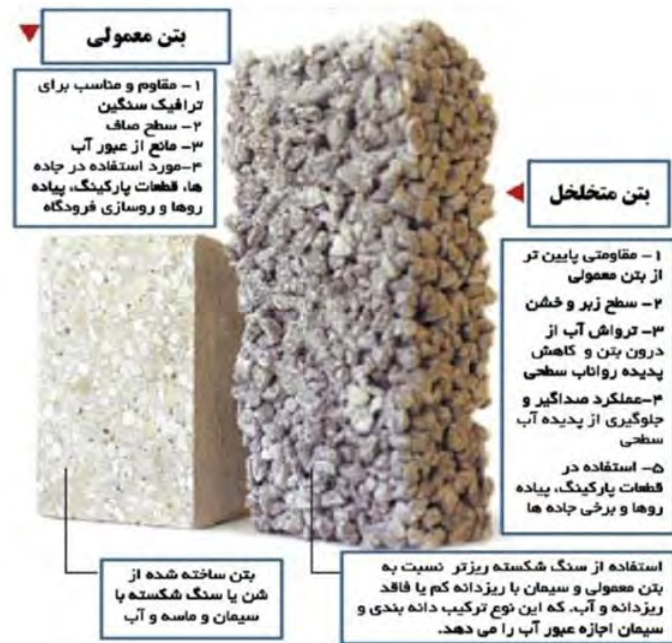 بتن معمولی
۱- مقاوم و مناسب برای
ترافیک سنگین
۲- سطح صاف
۳- مانع از عبور آب
۴-مورد استفاده در جاده
ها، قطعات پارکینگ، پیاده
روها و روسازی فرودگاه
بتن متخلخل
۱- مقاومتی پایین تر
از بتن معمولی
۲- سطح زبر و خشن
۳- تراوش آب از
درون بتن و کاهش
پدیده رواناب سطحی
۴-عملکرد صداگیر و
جلوگیری از پدیده آب
سطحی
۵- استفاده در
قطعات پارکینگ، پیاده
روها و برخی جاده ها
بتن ساخته شده از
شن یا سنگ شکسته با
سیمان و ماسه و آب
استفاده از سنگ شکسته ریزتر نسبت به
بتن معمولی و سیمان با ریزدانه کم یا فاقد
ریزدانه و آب. که این نوع ترکیب دانه بندی و
سیمان اجازه عبور آب را می دهد.